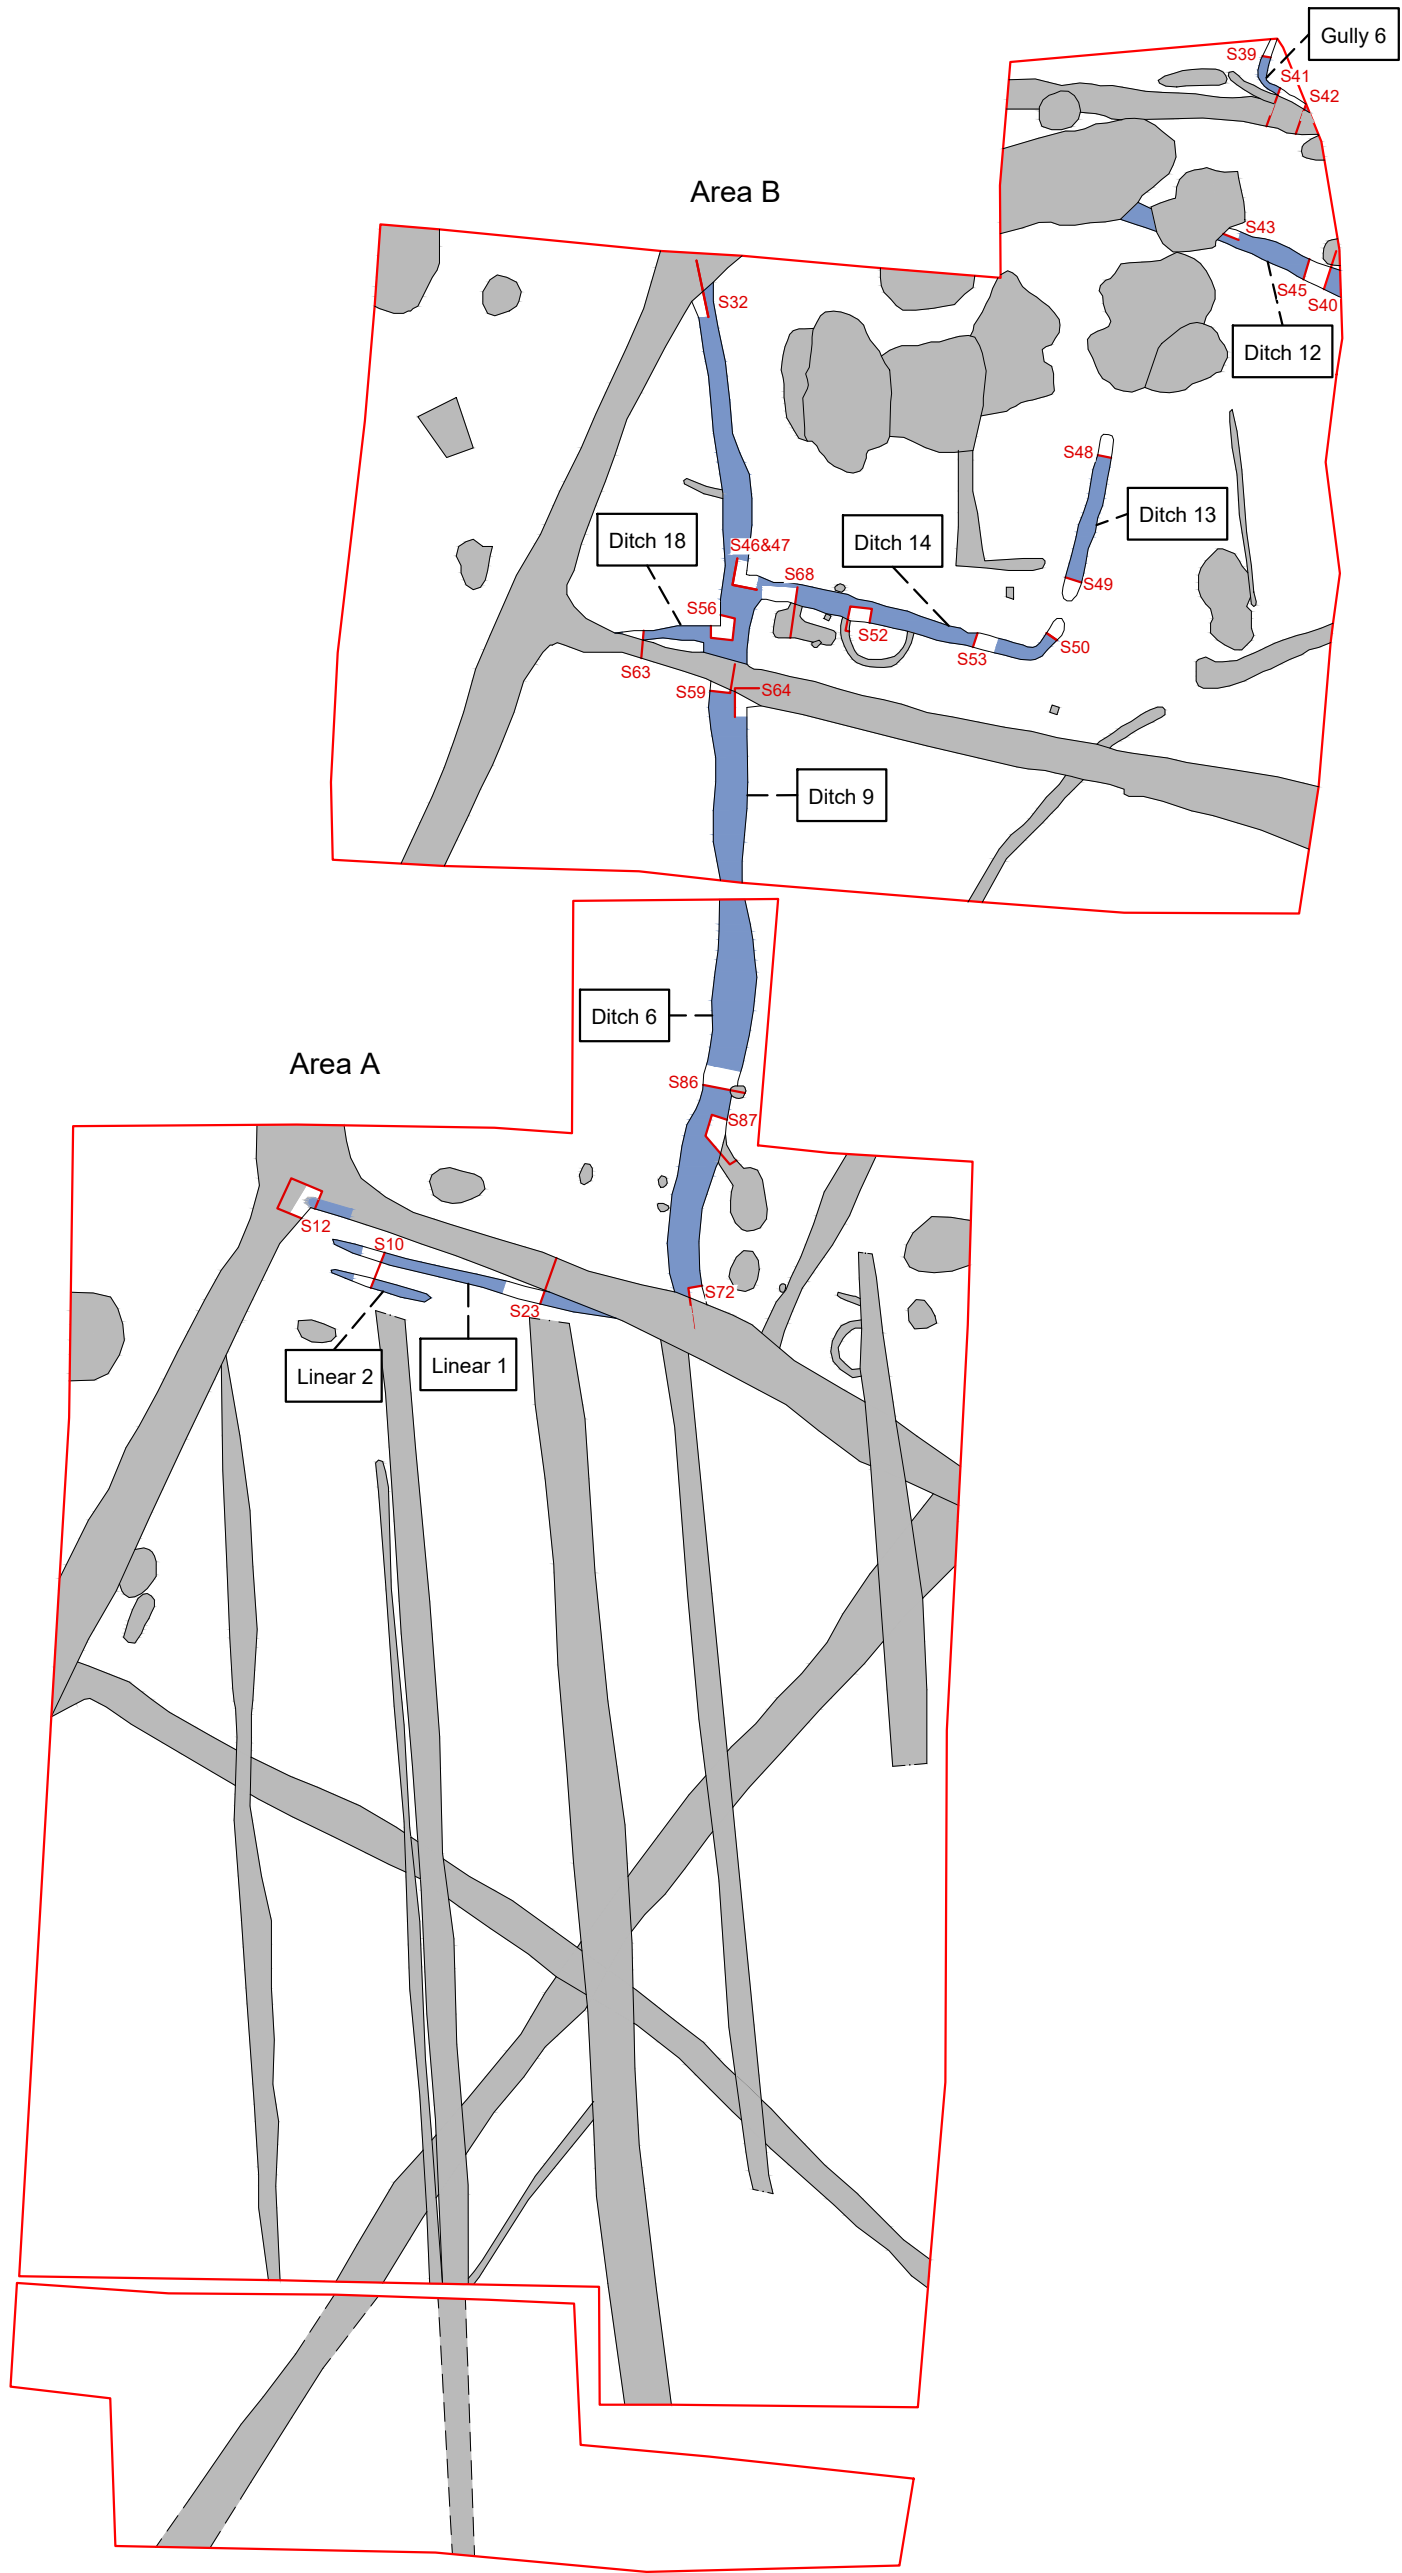 Gully 6
S39
S41
S42
Area B
S43
S45
S40
S32
Ditch 12
S48
Ditch 13
Ditch 18
Ditch 14
S46&47
S68
S49
S56
S52
S50
S53
S63
S59
S64
Ditch 9
Ditch 6
Area A
S86
S87
S12
S10
S72
S23
Linear 1
Linear 2